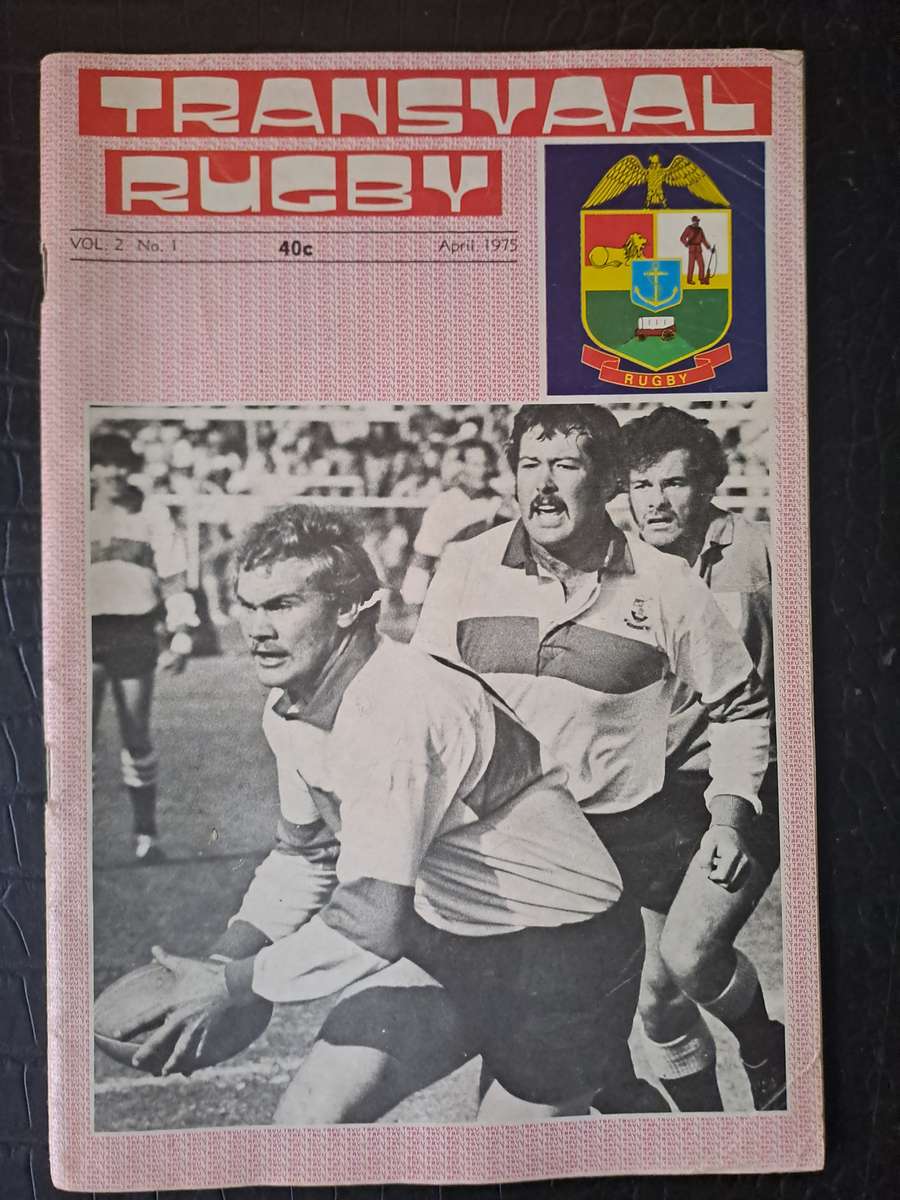 TRANSVAAL
RUGBY
VOL. 2 No. 1 40c April 1975
RUGBY